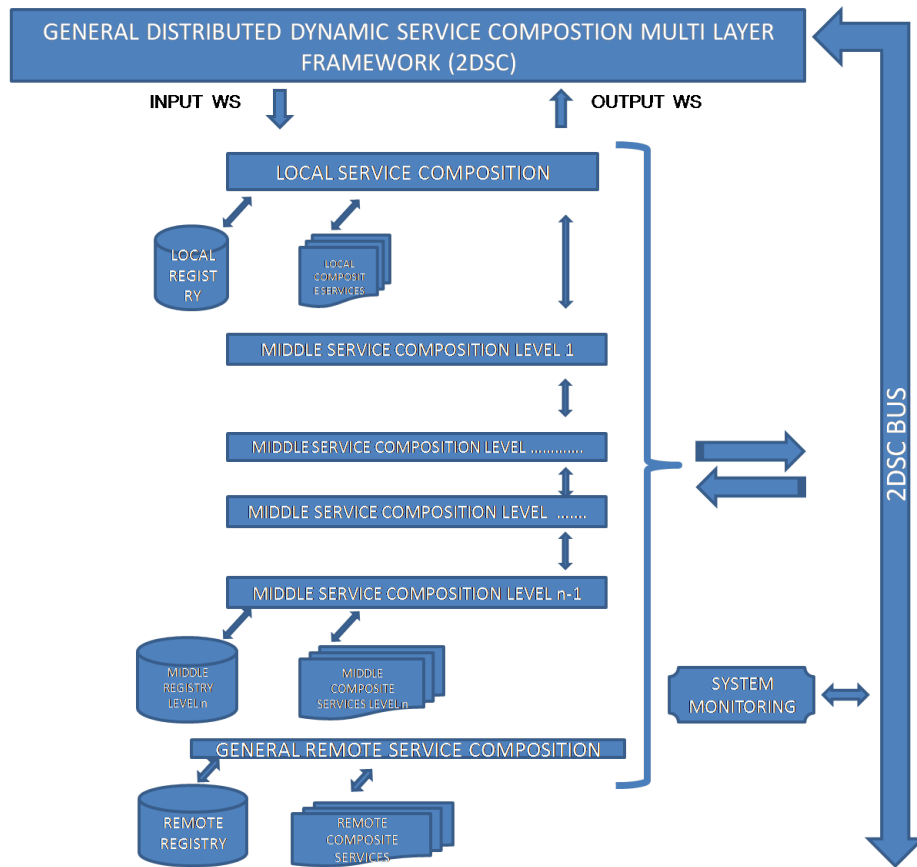 GENERAL DISTRIBUTED DYNAMIC SERVICE COMPOSTION MULTI LAYER
FRAMEWORK (2DSC)
INPUT WS
OUTPUT WS
LOCAL SERVICE COMPOSITION
LOCAL
REGIST
RY
LOCAL
COMPOSIT
E SERVICES
MIDDLE SERVICE COMPOSITION LEVEL 1
MIDDLE SERVICE COMPOSITION LEVEL .............
MIDDLE SERVICE COMPOSITION LEVEL .......
MIDDLE SERVICE COMPOSITION LEVEL n-1
MIDDLE
REGISTRY
LEVEL n
MIDDLE
COMPOSITE
SERVICES LEVEL n
GENERAL REMOTE SERVICE COMPOSITION
REMOTE
REGISTRY
REMOTE
COMPOSITE
SERVICES
SYSTEM
MONITORING
2DSC BUS